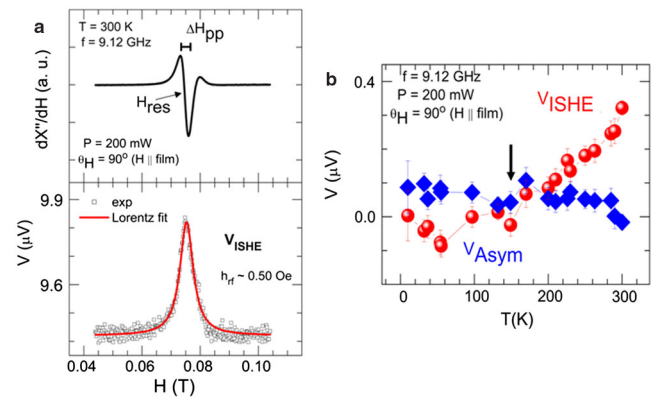 a
T = 300 K
f = 9.12 GHz
ΔHpp
dX"/dH (a. u.)
Hres
P = 200 mW
θH = 90° (H || film)
9.9
9.6
V (μV)
exp
Lorentz fit
VISHE
hrf ~ 0.50 Oe
0.04 0.06 0.08 0.10
H (T)
b
f = 9.12 GHz
P = 200 mW
θH = 90° (H || film)
VISHE
0.4
0.2
0.0
V (μV)
VAsym
0 100 200 300
T(K)